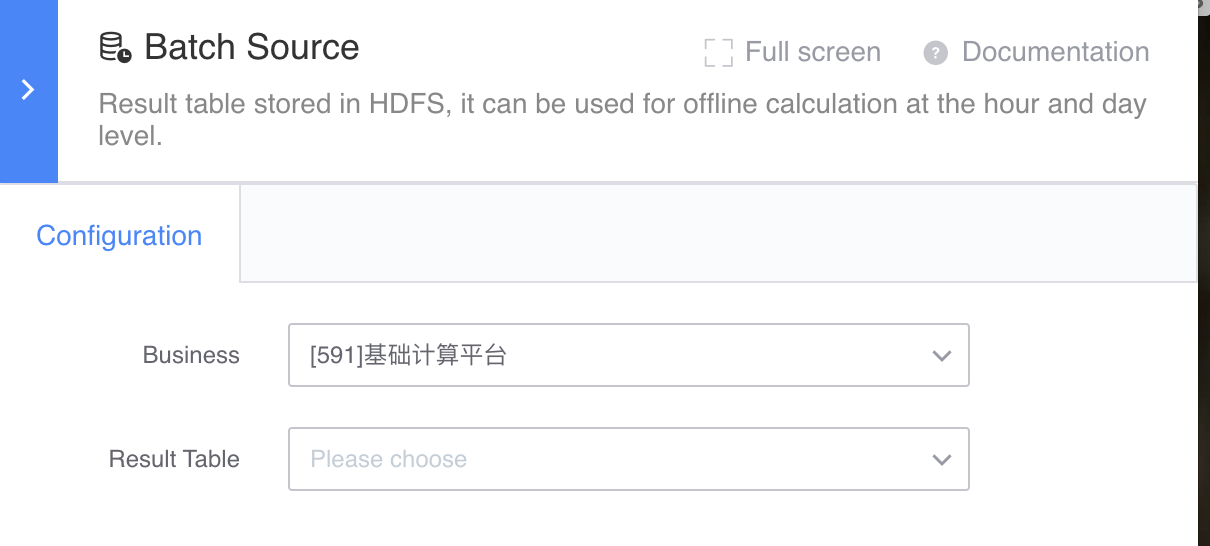 Batch Source
Full screen
Documentation
Result table stored in HDFS, it can be used for offline calculation at the hour and day
level.
Configuration
Business
[591]基础计算平台
Result Table
Please choose